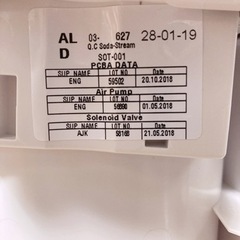 AL 03- 627 28-01-19
D Q.C Soda-Stream
SOT-001
PCBA DATA
SUP. NAME LOT NO DATE
ENG 59502 20.10.2018
Air Pump
SUP. NAME LOT NO DATE
ENG 56690 01.05.2018
Solenoid Valve
SUP. NAME LOT NO DATE
AJK 58168 21.05.2018